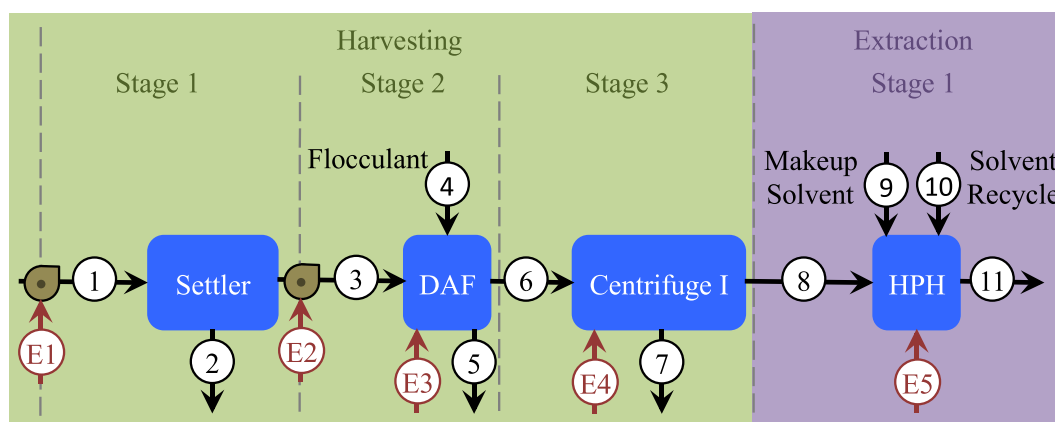 Harvesting
Extraction
Stage 1
Stage 2
Stage 3
Stage 1
Flocculant
4
Makeup
Solvent
9
10
Solvent
Recycle
1
Settler
3
DAF
6
Centrifuge I
8
HPH
11
E1
2
E2
E3
5
E4
7
E5